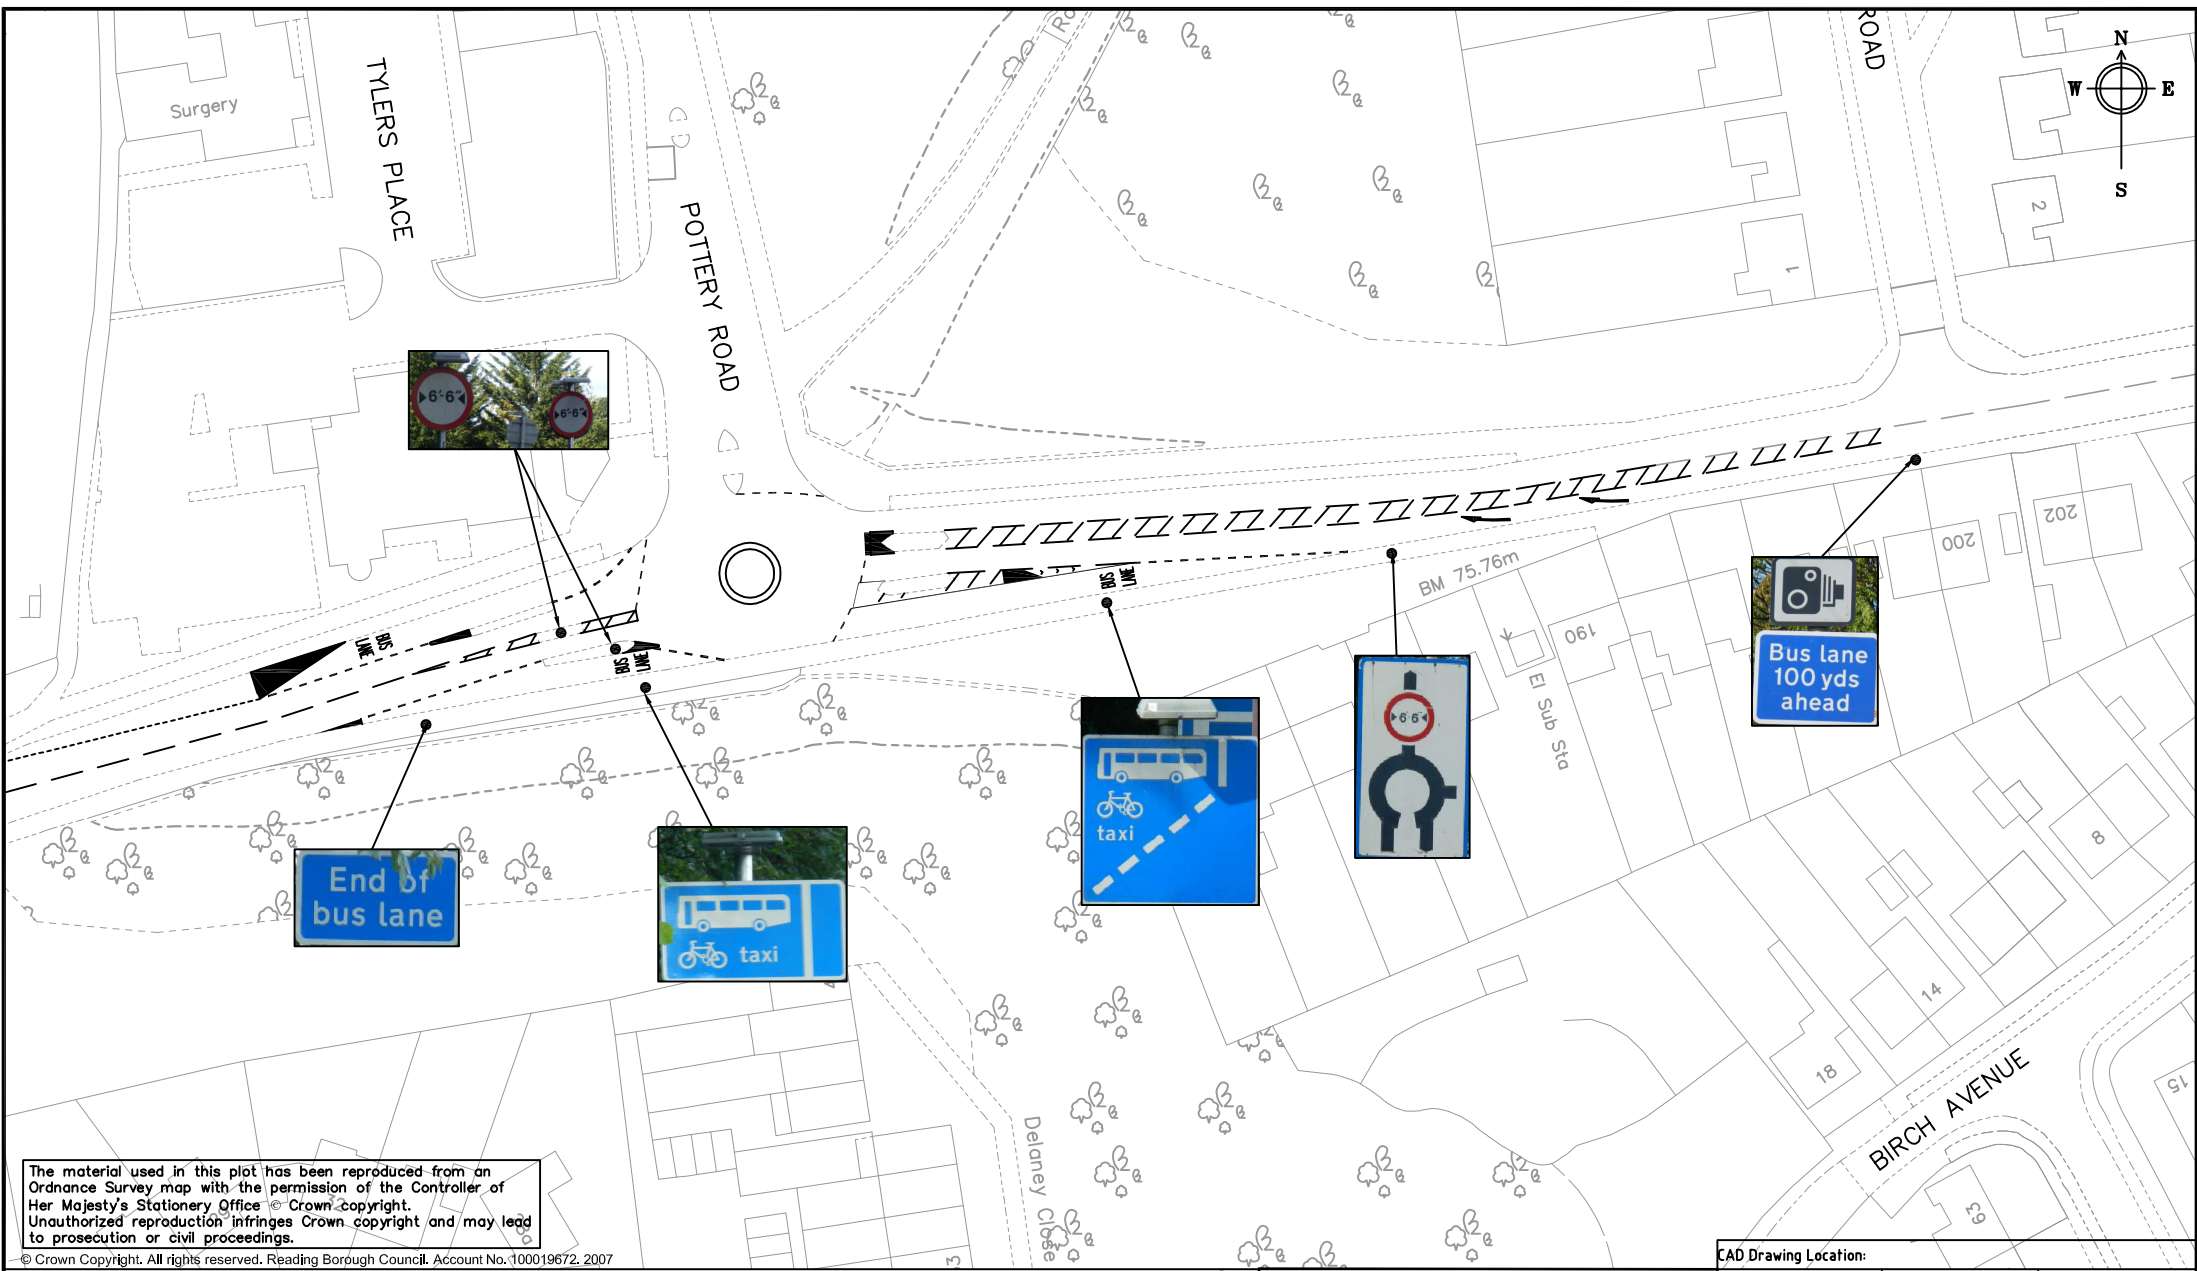 Surgery
TYLERS PLACE
POTTERY ROAD
ROAD
N
W
E
S
2
1
6'-6"
6'-6"
BUS
LANE
BUS
LANE
BUS
LANE
BM 75.76m
190
200
202
El Sub Sta
6'6"
Bus lane
100 yds
ahead
taxi
taxi
End of
bus lane
8
14
18
15
63
BIRCH AVENUE
Delaney Close
3
32
The material used in this plot has been reproduced from an
Ordnance Survey map with the permission of the Controller of
Her Majesty's Stationery Office © Crown copyright.
Unauthorized reproduction infringes Crown copyright and may lead
to prosecution or civil proceedings.
© Crown Copyright. All rights reserved. Reading Borough Council. Account No. 100019672. 2007
CAD Drawing Location: